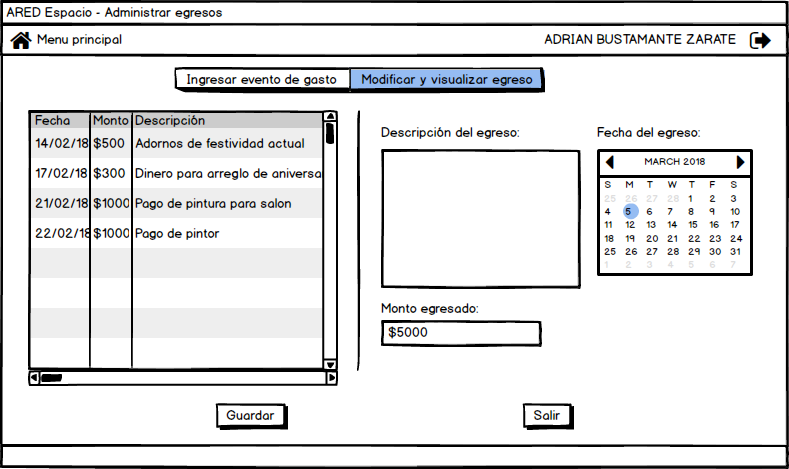 ARED Espacio - Administrar egresos
Menu principal
ADRIAN BUSTAMANTE ZARATE
Ingresar evento de gasto
Modificar y visualizar egreso
Fecha Monto Descripción
14/02/18 $500 Adornos de festividad actual
17/02/18 $300 Dinero para arreglo de aniversa
21/02/18 $1000 Pago de pintura para salon
22/02/18 $1000 Pago de pintor
Descripción del egreso:
Monto egresado:
$5000
Fecha del egreso:
MARCH 2018
S M T W T F S
25 26 27 28 1 2 3
4 5 6 7 8 9 10
11 12 13 14 15 16 17
18 19 20 21 22 23 24
25 26 27 28 29 30 31
1 2 3 4 5 6 7
Guardar
Salir